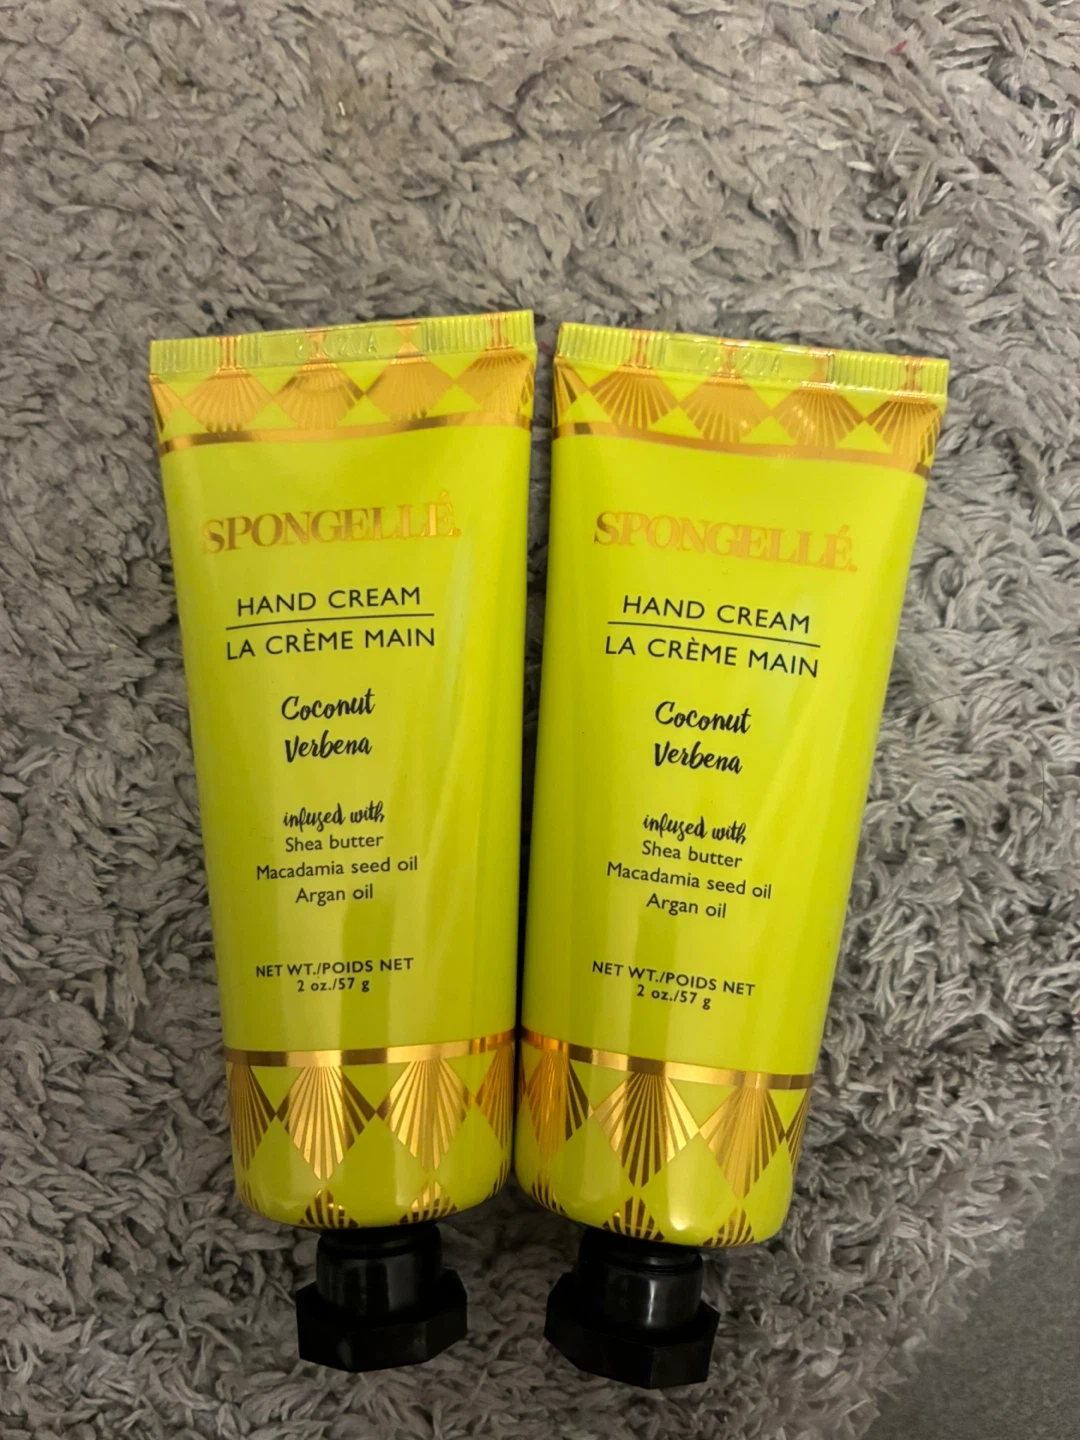 SPONGELLÉ.
HAND CREAM
LA CRÈME MAIN
Coconut
Verbena
infused with
Shea butter
Macadamia seed oil
Argan oil
NET WT./POIDS NET
2 oz./57 g
SPONGELLÉ.
HAND CREAM
LA CRÈME MAIN
Coconut
Verbena
infused with
Shea butter
Macadamia seed oil
Argan oil
NET WT./POIDS NET
2 oz./57 g